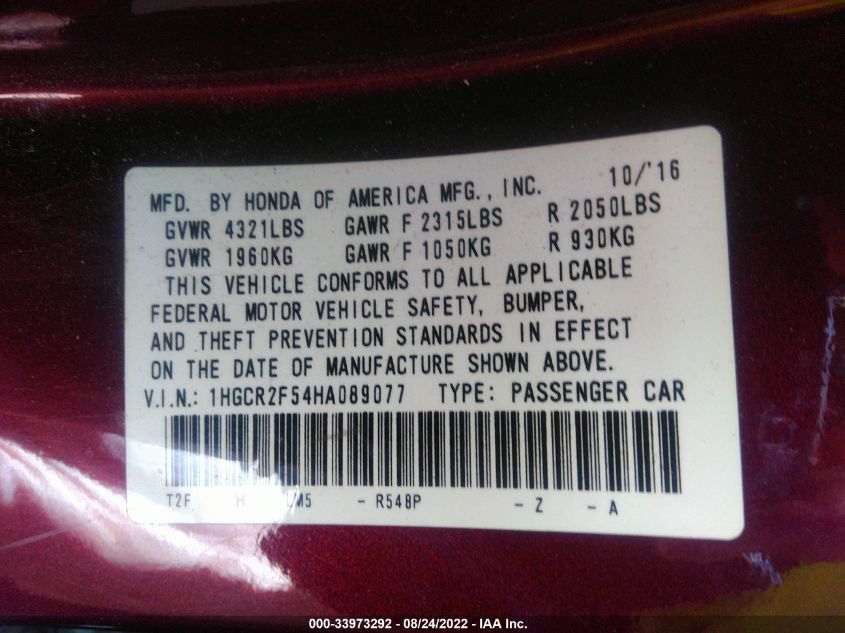 MFD. BY HONDA OF AMERICA MFG., INC. 10/'16
GVWR 4321LBS GAWR F 2315LBS R 2050LBS
GVWR 1960KG GAWR F 1050KG R 930KG
THIS VEHICLE CONFORMS TO ALL APPLICABLE
FEDERAL MOTOR VEHICLE SAFETY, BUMPER,
AND THEFT PREVENTION STANDARDS IN EFFECT
ON THE DATE OF MANUFACTURE SHOWN ABOVE.
V.I.N.: 1HGCR2F54HA089077 TYPE: PASSENGER CAR
T2F H M5 - R548P - Z - A
000-33973292 - 08/24/2022 - IAA Inc.